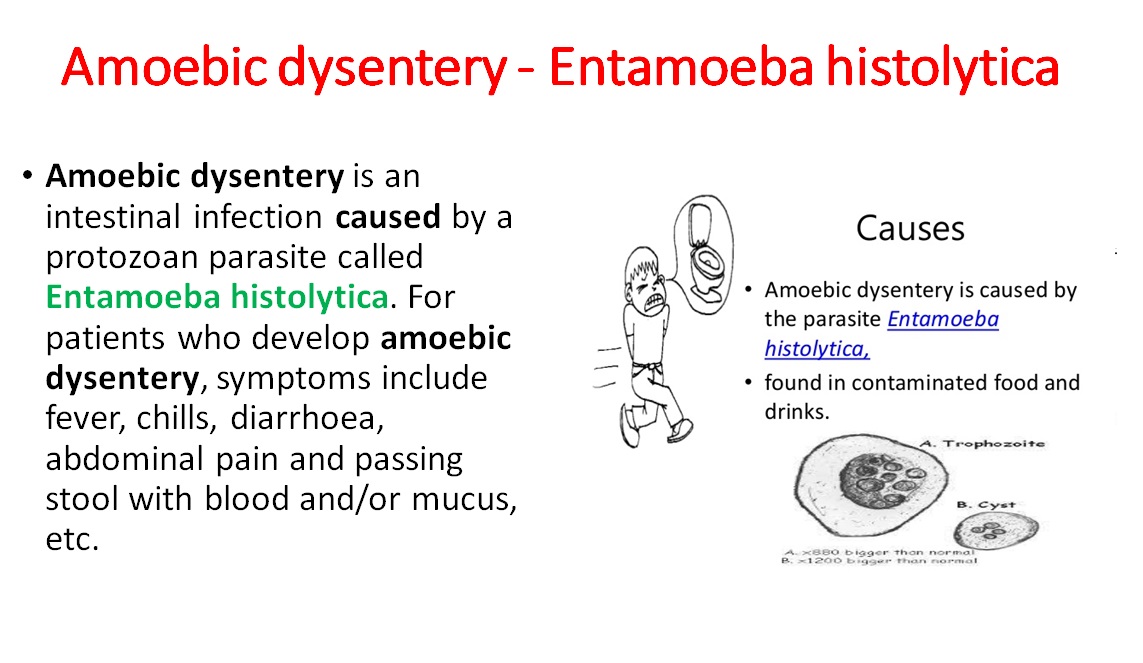 Amoebic dysentery - Entamoeba histolytica
• Amoebic dysentery is an
intestinal infection caused by a
protozoan parasite called
Entamoeba histolytica. For
patients who develop amoebic
dysentery, symptoms include
fever, chills, diarrhoea,
abdominal pain and passing
stool with blood and/or mucus,
etc.
Causes
• Amoebic dysentery is caused by
the parasite Entamoeba
histolytica,
• found in contaminated food and
drinks.
A. Trophozoite
B. Cyst
A. x880 bigger than normal
B. x1200 bigger than normal